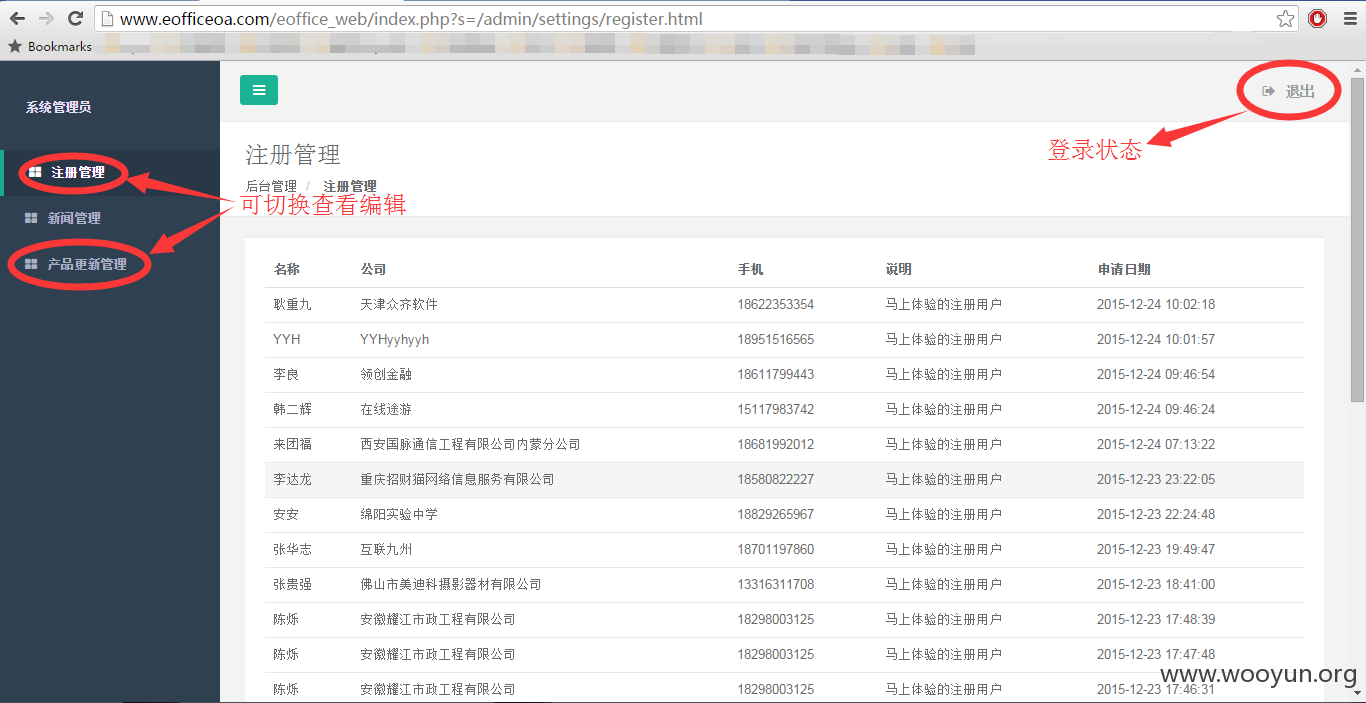 www.eofficeoa.com/eoffice_web/index.php?s=/admin/settings/register.html
Bookmarks
系统管理员
退出
登录状态
注册管理
注册管理
后台管理 / 注册管理
可切换查看编辑
新闻管理
产品更新管理
名称 公司 手机 说明 申请日期
耿重九 天津众齐软件 18622353354 马上体验的注册用户 2015-12-24 10:02:18
YYH YYHyyhyyh 18951516565 马上体验的注册用户 2015-12-24 10:01:57
李良 领创金融 18611799443 马上体验的注册用户 2015-12-24 09:46:54
韩二辉 在线途游 15117983742 马上体验的注册用户 2015-12-24 09:46:24
来团福 西安国脉通信工程有限公司内蒙分公司 18681992012 马上体验的注册用户 2015-12-24 07:13:22
李达龙 重庆招财猫网络信息服务有限公司 18580822227 马上体验的注册用户 2015-12-23 23:22:05
安安 绵阳实验中学 18829265967 马上体验的注册用户 2015-12-23 22:24:48
张华志 互联九州 18701197860 马上体验的注册用户 2015-12-23 19:49:47
张贵强 佛山市美迪科摄影器材有限公司 13316311708 马上体验的注册用户 2015-12-23 18:41:00
陈烁 安徽耀江市政工程有限公司 18298003125 马上体验的注册用户 2015-12-23 17:48:39
陈烁 安徽耀江市政工程有限公司 18298003125 马上体验的注册用户 2015-12-23 17:47:48
陈烁 安徽耀江市政工程有限公司 18298003125 马上体验的注册用户 2015-12-23 17:46:31
www.wooyun.org